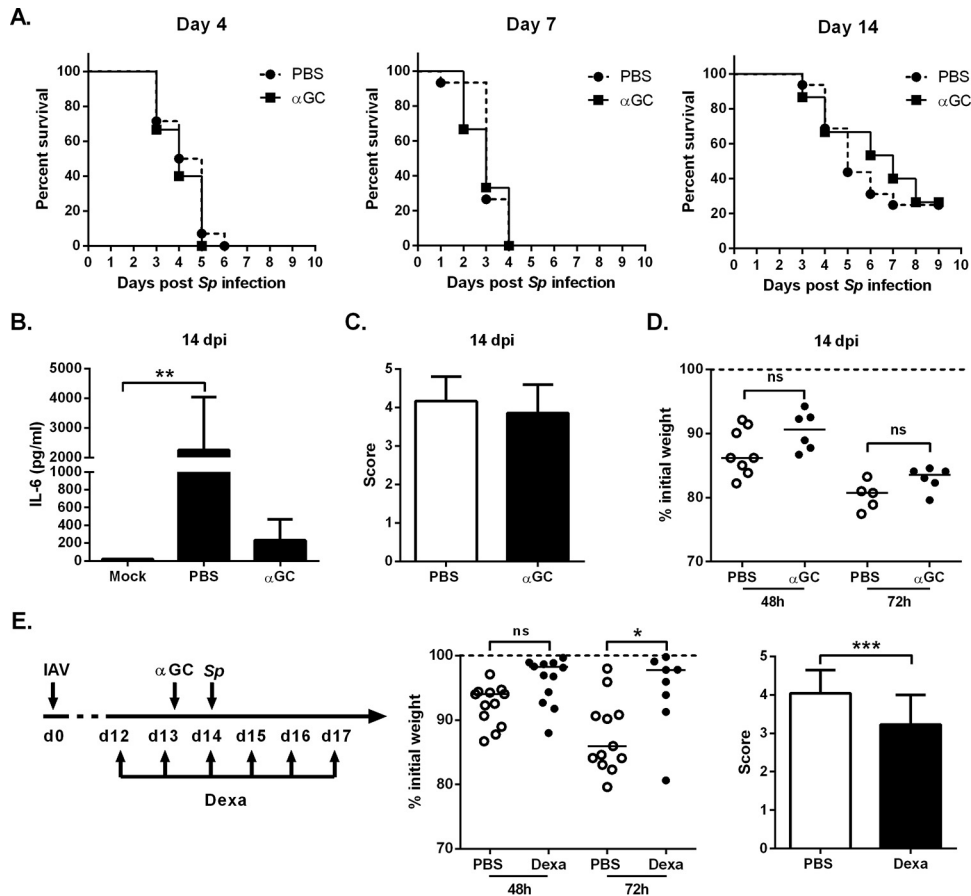 A.
Day 4
Day 7
Day 14
Percent survival
100
80
60
40
20
0
0 1 2 3 4 5 6 7 8 9 10
Days post Sp infection
PBS
αGC
Percent survival
100
80
60
40
20
0
0 1 2 3 4 5 6 7 8 9 10
Days post Sp infection
PBS
αGC
Percent survival
100
80
60
40
20
0
0 1 2 3 4 5 6 7 8 9 10
Days post Sp infection
PBS
αGC
B.
14 dpi
IL-6 (pg/ml)
6000
5000
4000
3000
2000
1000
800
600
400
200
0
**
Mock PBS αGC
C.
14 dpi
Score
5
4
3
2
1
0
PBS αGC
D.
14 dpi
% initial weight
100
90
80
70
ns
ns
PBS αGC PBS αGC
48h 72h
E.
IAV αGC Sp
d0 d12 d13 d14 d15 d16 d17
Dexa
% initial weight
100
90
80
70
ns
*
PBS Dexa PBS Dexa
48h 72h
Score
5
4
3
2
1
0
***
PBS Dexa